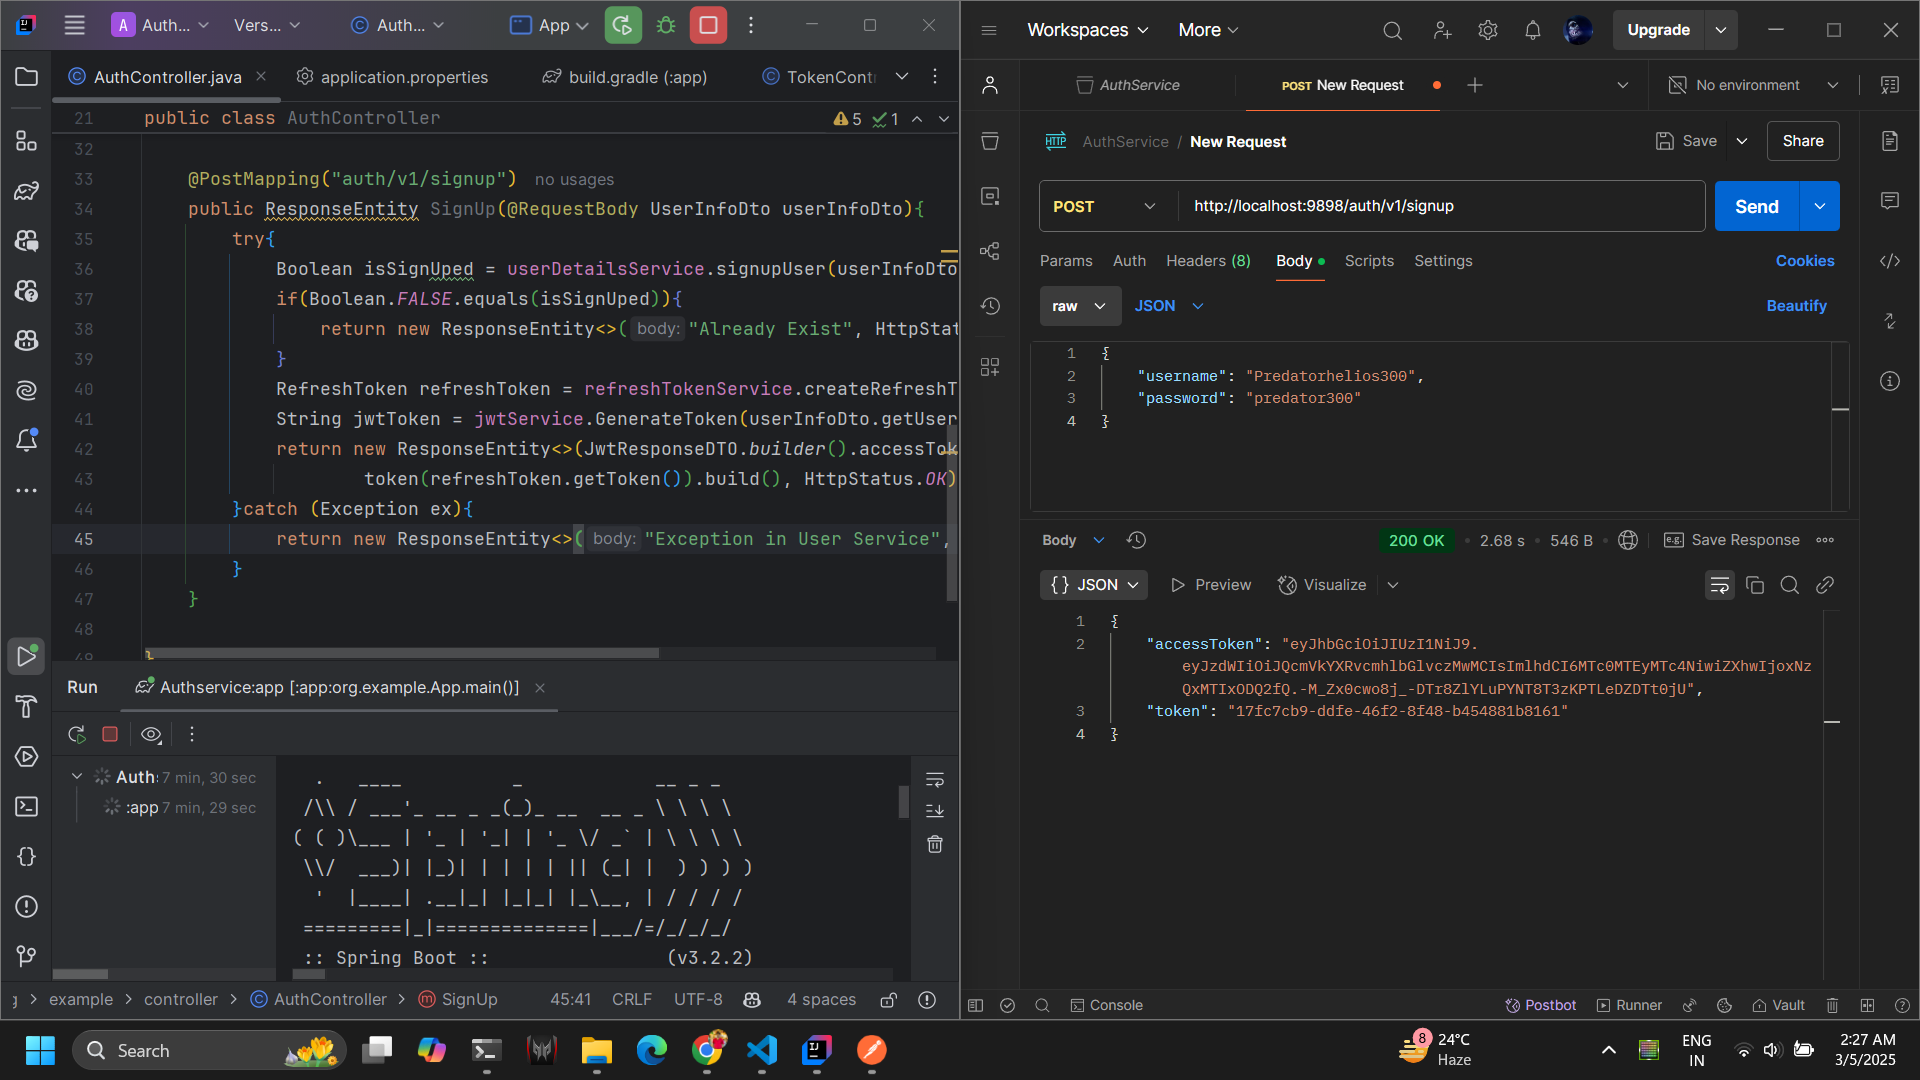 A Auth...
Vers...
Auth...
App
AuthController.java
application.properties
build.gradle (:app)
TokenCont
21 public class AuthController
5 1
32
33 @PostMapping("auth/v1/signup") no usages
34 public ResponseEntity SignUp(@RequestBody UserInfoDto userInfoDto){
35 try{
36 Boolean isSignUped = userDetailsService.signupUser(userInfoDto
37 if(Boolean.FALSE.equals(isSignUped)){
38 return new ResponseEntity<>( body: "Already Exist", HttpStat
39 }
40 RefreshToken refreshToken = refreshTokenService.createRefreshT
41 String jwtToken = jwtService.GenerateToken(userInfoDto.getUser
42 return new ResponseEntity<>(JwtResponseDTO.builder().accessTok
43 token(refreshToken.getToken()).build(), HttpStatus.OK)
44 }catch (Exception ex){
45 return new ResponseEntity<>( body: "Exception in User Service",
46 }
47 }
48
49 }
Run
Authservice:app [:app:org.example.App.main()]
Auth: 7 min, 30 sec
:app 7 min, 29 sec
  .   ____          _            __ _ _
 /\\ / ___'_ __ _ _(_)_ __  __ _ \ \ \ \
( ( )\___ | '_ | '_| | '_ \/ _` | \ \ \ \
 \\/  ___)| |_)| | | | | || (_| |  ) ) ) )
  '  |____| .__|_| |_|_| |_\__, | / / / /
 =========|_|==============|___/=/_/_/_/
 :: Spring Boot ::                (v3.2.2)
example > controller > AuthController > SignUp
45:41
CRLF
UTF-8
4 spaces
Workspaces
More
Upgrade
AuthService
POST New Request
No environment
HTTP AuthService / New Request
Save
Share
POST
http://localhost:9898/auth/v1/signup
Send
Params
Auth
Headers (8)
Body
Scripts
Settings
Cookies
raw
JSON
Beautify
1 {
2 "username": "Predatorhelios300",
3 "password": "predator300"
4 }
Body
200 OK
2.68 s
546 B
e.g. Save Response
{} JSON
Preview
Visualize
1 {
2 "accessToken": "eyJhbGciOiJIUzI1NiJ9.
eyJzdWIiOiJQcmVkYXRvcmhlbGlvczMwMCIsImlhdCI6MTc0MTEyMTc4NiwiZXhwIjoxNz
QxMTIxODQ2fQ.-M_Zx0cwo8j_-DTr8ZlYLuPYNT8T3zKPTLeDZDTt0jU",
3 "token": "17fc7cb9-ddfe-46f2-8f48-b454881b8161"
4 }
Console
Postbot
Runner
Vault
Search
8
24°C
Haze
ENG
IN
2:27 AM
3/5/2025